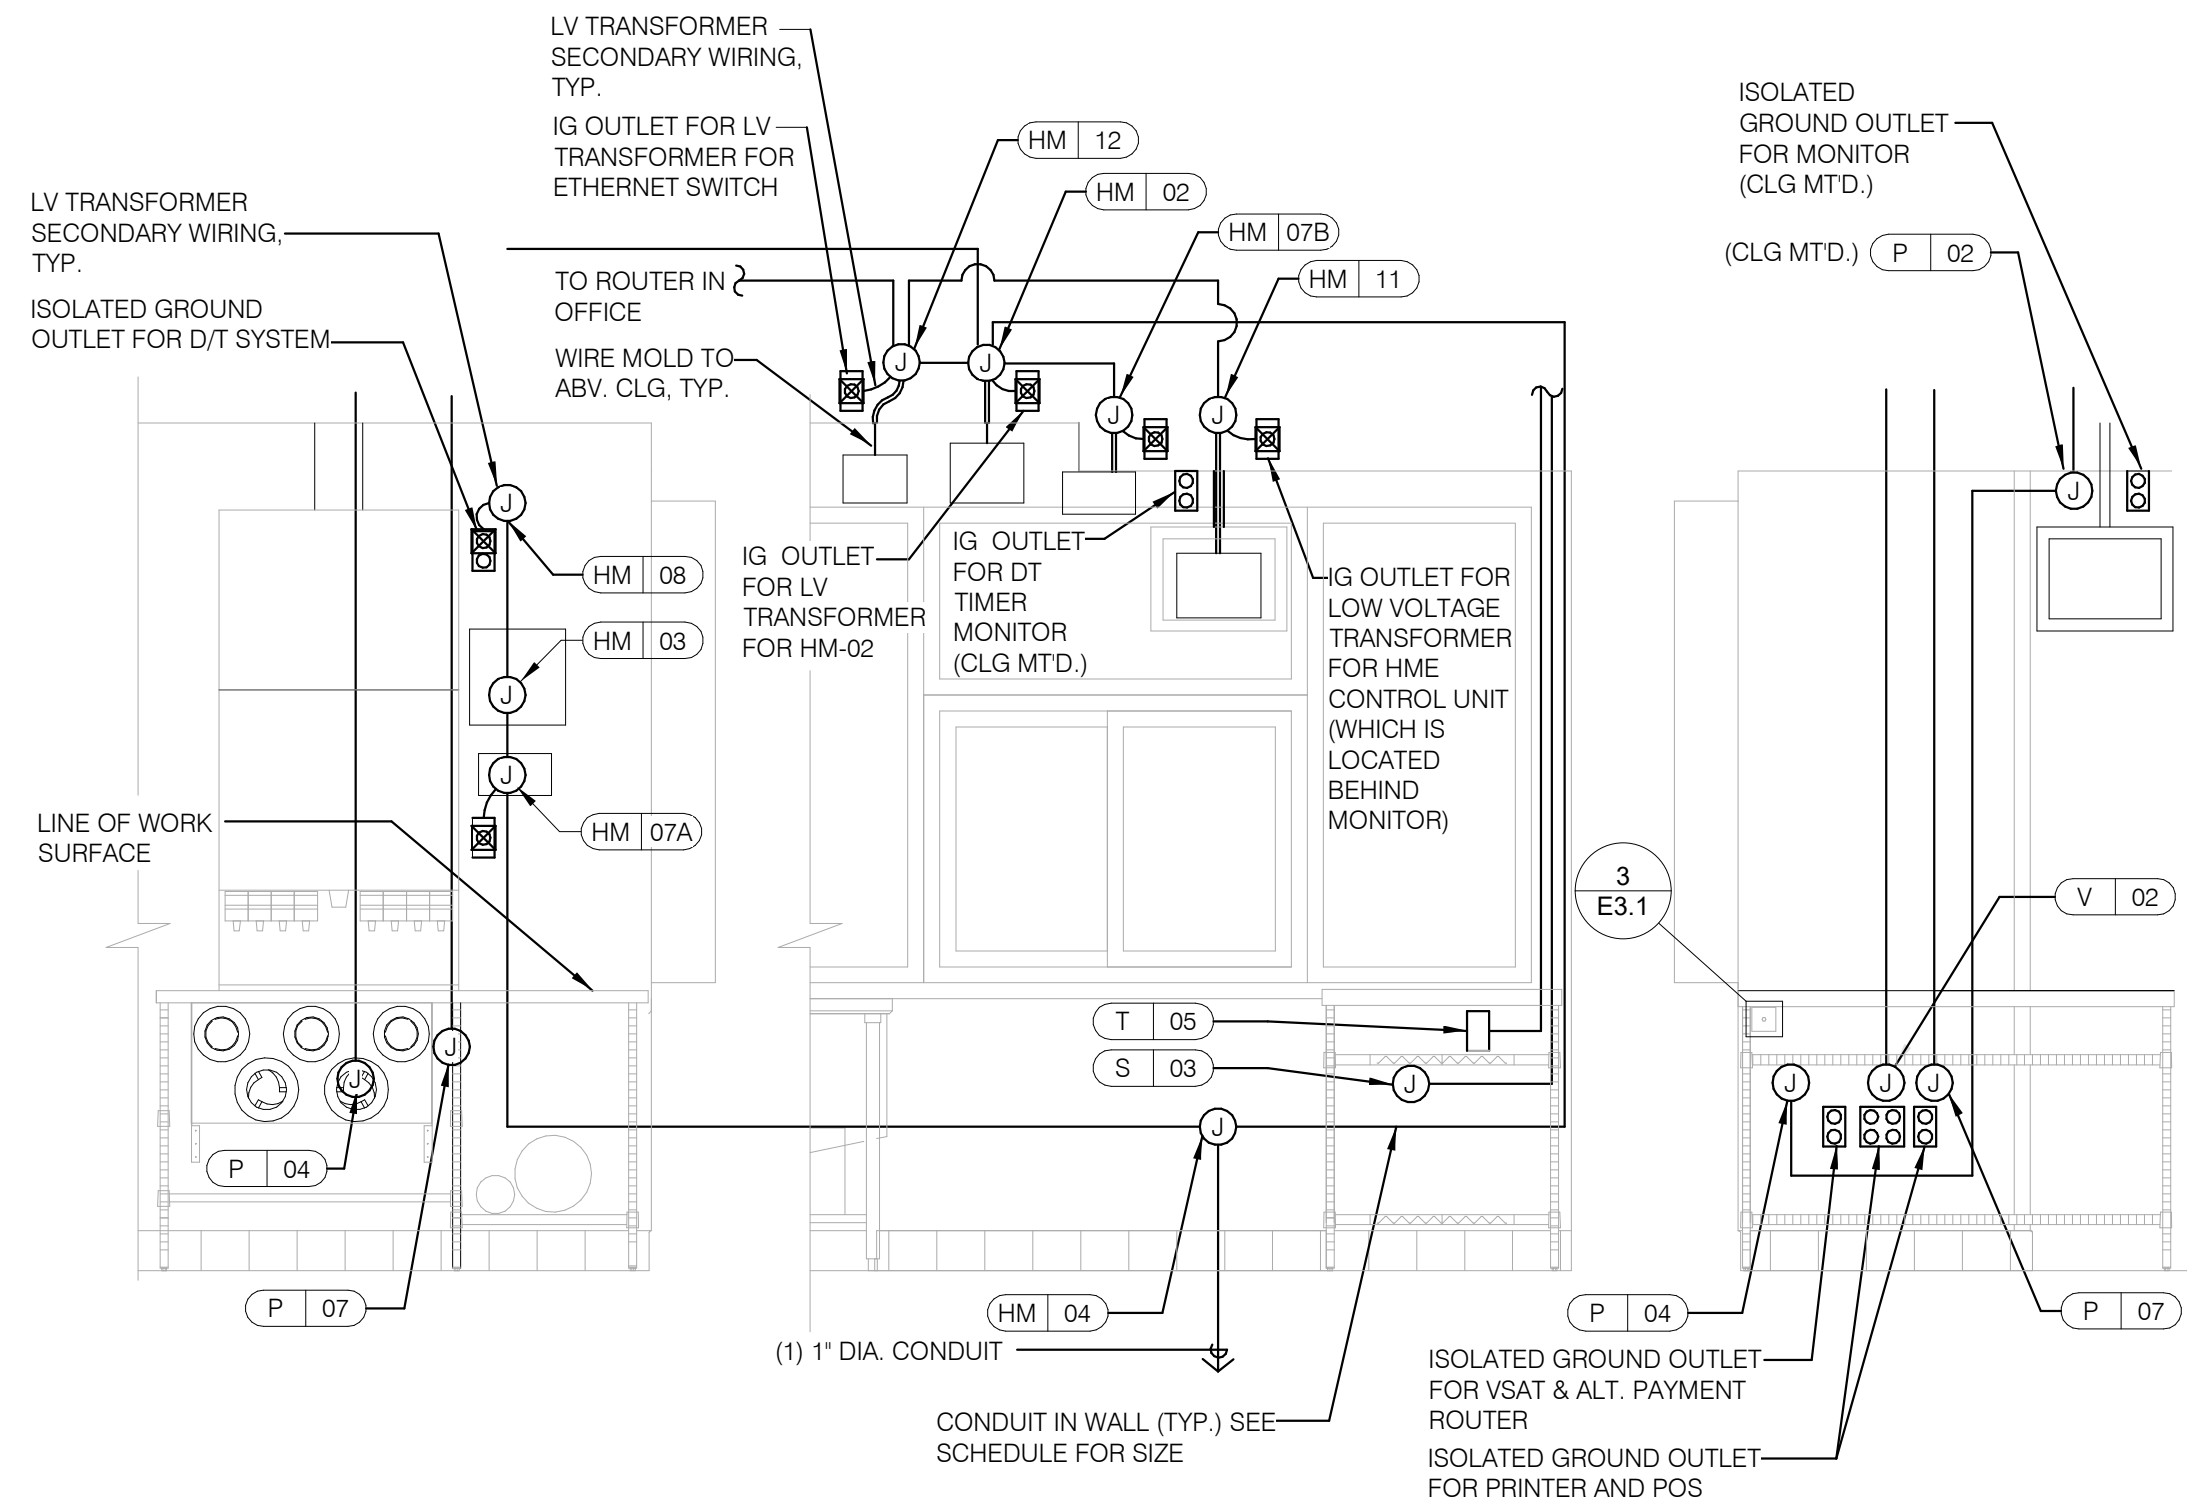 LV TRANSFORMER
SECONDARY WIRING,
TYP.
IG OUTLET FOR LV
TRANSFORMER FOR
ETHERNET SWITCH
HM 12
HM 02
HM 07B
HM 11
TO ROUTER IN
OFFICE
WIRE MOLD TO
ABV. CLG, TYP.
LV TRANSFORMER
SECONDARY WIRING,
TYP.
ISOLATED GROUND
OUTLET FOR D/T SYSTEM
J
HM 08
HM 03
J
J
HM 07A
LINE OF WORK
SURFACE
J
J
P 04
P 07
J
J
J
J
IG OUTLET
FOR LV
TRANSFORMER
FOR HM-02
IG OUTLET
FOR DT
TIMER
MONITOR
(CLG MT'D.)
IG OUTLET FOR
LOW VOLTAGE
TRANSFORMER
FOR HME
CONTROL UNIT
(WHICH IS
LOCATED
BEHIND
MONITOR)
T 05
S 03
J
J
HM 04
(1) 1" DIA. CONDUIT
CONDUIT IN WALL (TYP.) SEE
SCHEDULE FOR SIZE
ISOLATED
GROUND OUTLET
FOR MONITOR
(CLG MT'D.)
(CLG MT'D.) P 02
J
3
E3.1
V 02
J
J
J
P 04
P 07
ISOLATED GROUND OUTLET
FOR VSAT & ALT. PAYMENT
ROUTER
ISOLATED GROUND OUTLET
FOR PRINTER AND POS